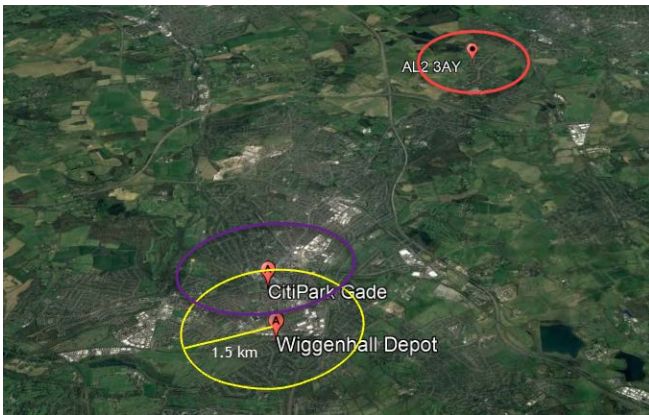 AL2 3AY
A
CitiPark Gade
A
Wiggenhall Depot
1.5 km